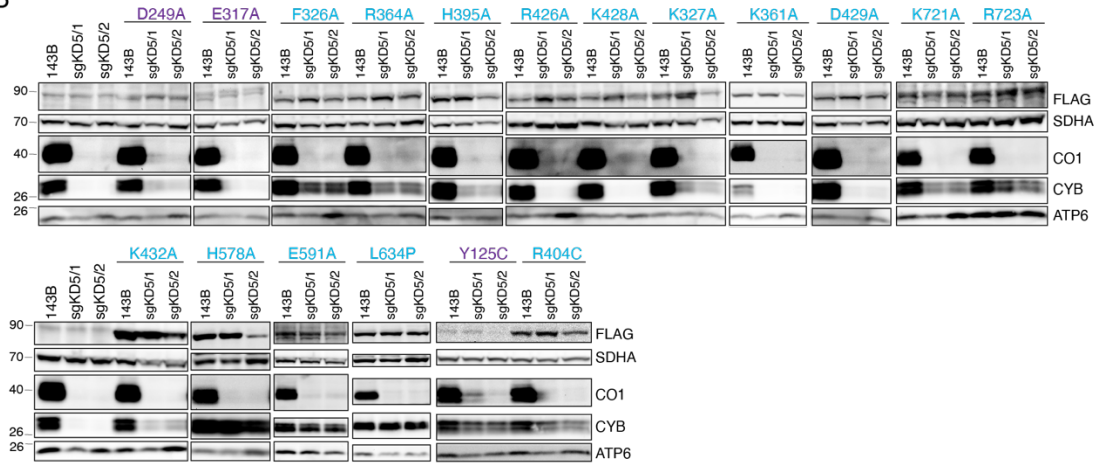 D249A E317A F326A R364A H395A R426A K428A K327A K361A D429A K721A R723A
143B sgKD5/1 sgKD5/2 143B sgKD5/1 sgKD5/2 143B sgKD5/1 sgKD5/2 143B sgKD5/1 sgKD5/2 143B sgKD5/1 sgKD5/2 143B sgKD5/1 sgKD5/2 143B sgKD5/1 sgKD5/2 143B sgKD5/1 sgKD5/2 143B sgKD5/1 sgKD5/2 143B sgKD5/1 sgKD5/2 143B sgKD5/1 sgKD5/2 143B sgKD5/1 sgKD5/2 143B sgKD5/1 sgKD5/2
90 FLAG
70 SDHA
40 CO1
26 CYB
26 ATP6
K432A H578A E591A L634P Y125C R404C
143B sgKD5/1 sgKD5/2 143B sgKD5/1 sgKD5/2 143B sgKD5/1 sgKD5/2 143B sgKD5/1 sgKD5/2 143B sgKD5/1 sgKD5/2 143B sgKD5/1 sgKD5/2 143B sgKD5/1 sgKD5/2
90 FLAG
70 SDHA
40 CO1
26 CYB
26 ATP6